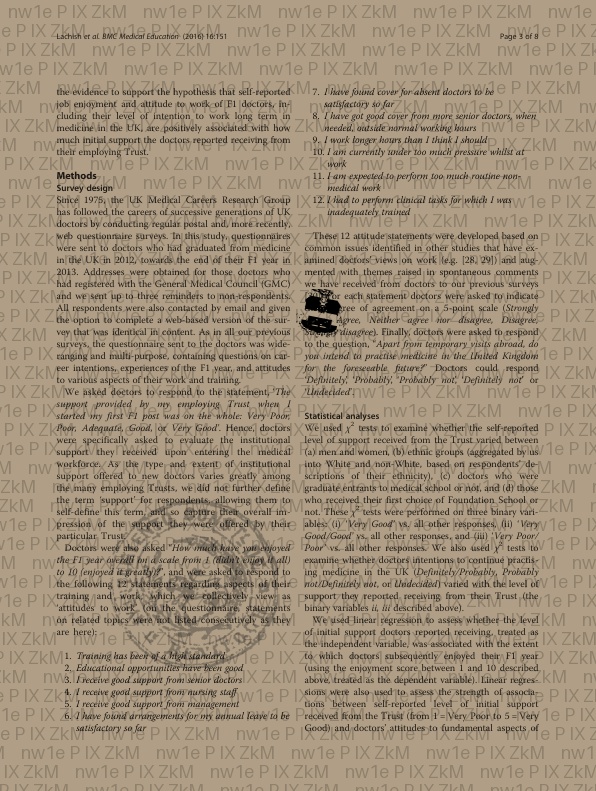 Lachish et al. BMC Medical Education (2016) 16:151
Page 3 of 8
the evidence to support the hypothesis that self-reported
job enjoyment and attitude to work of F1 doctors, in-
cluding their level of intention to work long term in
medicine in the UK, are positively associated with how
much initial support the doctors reported receiving from
their employing Trust.
Methods
Survey design
Since 1975, the UK Medical Careers Research Group
has followed the careers of successive generations of UK
doctors by conducting regular postal and, more recently,
web questionnaire surveys. In this study, questionnaires
were sent to doctors who had graduated from medicine
in the UK in 2012, towards the end of their F1 year in
2013. Addresses were obtained for those doctors who
had registered with the General Medical Council (GMC)
and we sent up to three reminders to non-respondents.
All respondents were also contacted by email and given
the option to complete a web-based version of the sur-
vey that was identical in content. As in all our previous
surveys, the questionnaire sent to the doctors was wide-
ranging and multi-purpose, containing questions on car-
eer intentions, experiences of the F1 year, and attitudes
to various aspects of their work and training.
We asked doctors to respond to the statement, 'The
support provided by my employing Trust when I
started my first F1 post was on the whole: Very Poor,
Poor, Adequate, Good, or Very Good'. Hence, doctors
were specifically asked to evaluate the institutional
support they received upon entering the medical
workforce. As the type and extent of institutional
support offered to new doctors varies greatly among
the many employing Trusts, we did not further define
the term 'support' for respondents, allowing them to
self-define this term, and so capture their overall im-
pression of the support they were offered by their
particular Trust.
Doctors were also asked "How much have you enjoyed
the F1 year overall on a scale from 1 (didn't enjoy it all)
to 10 (enjoyed it greatly)?", and were asked to respond to
the following 12 statements regarding aspects of their
training and work, which we collectively view as
'attitudes to work' (on the questionnaire, statements
on related topics were not listed consecutively as they
are here):
1. Training has been of a high standard
2. Educational opportunities have been good
3. I receive good support from senior doctors
4. I receive good support from nursing staff
5. I receive good support from management
6. I have found arrangements for my annual leave to be
satisfactory so far
7. I have found cover for absent doctors to be
satisfactory so far
8. I have got good cover from more senior doctors, when
needed, outside normal working hours
9. I work longer hours than I think I should
10. I am currently under too much pressure whilst at
work
11. I am expected to perform too much routine non-
medical work
12. I had to perform clinical tasks for which I was
inadequately trained
These 12 attitude statements were developed based on
common issues identified in other studies that have ex-
amined doctors' views on work (e.g. [28, 29]) and aug-
mented with themes raised in spontaneous comments
we have received from doctors to our previous surveys
or each statement doctors were asked to indicate
ree of agreement on a 5-point scale (Strongly
gree, Neither agree nor disagree, Disagree,
disagree). Finally, doctors were asked to respond
to the question, "Apart from temporary visits abroad, do
you intend to practise medicine in the United Kingdom
for the foreseeable future?" Doctors could respond
'Definitely', 'Probably', 'Probably not', 'Definitely not' or
'Undecided'.
Statistical analyses
We used χ² tests to examine whether the self-reported
level of support received from the Trust varied between
(a) men and women, (b) ethnic groups (aggregated by us
into White and non-White, based on respondents' de-
scriptions of their ethnicity), (c) doctors who were
graduate entrants to medical school or not, and (d) those
who received their first choice of Foundation School or
not. These χ² tests were performed on three binary vari-
ables: (i) 'Very Good' vs. all other responses, (ii) 'Very
Good/Good' vs. all other responses, and (iii) 'Very Poor/
Poor' vs. all other responses. We also used χ² tests to
examine whether doctors intentions to continue practis-
ing medicine in the UK (Definitely/Probably, Probably
not/Definitely not, or Undecided) varied with the level of
support they reported receiving from their Trust (the
binary variables ii, iii described above).
We used linear regression to assess whether the level
of initial support doctors reported receiving, treated as
the independent variable, was associated with the extent
to which doctors subsequently enjoyed their F1 year
(using the enjoyment score between 1 and 10 described
above, treated as the dependent variable). Linear regres-
sions were also used to assess the strength of associa-
tions between self-reported level of initial support
received from the Trust (from 1 = Very Poor to 5 = Very
Good) and doctors' attitudes to fundamental aspects of
nw1e P IX ZkM